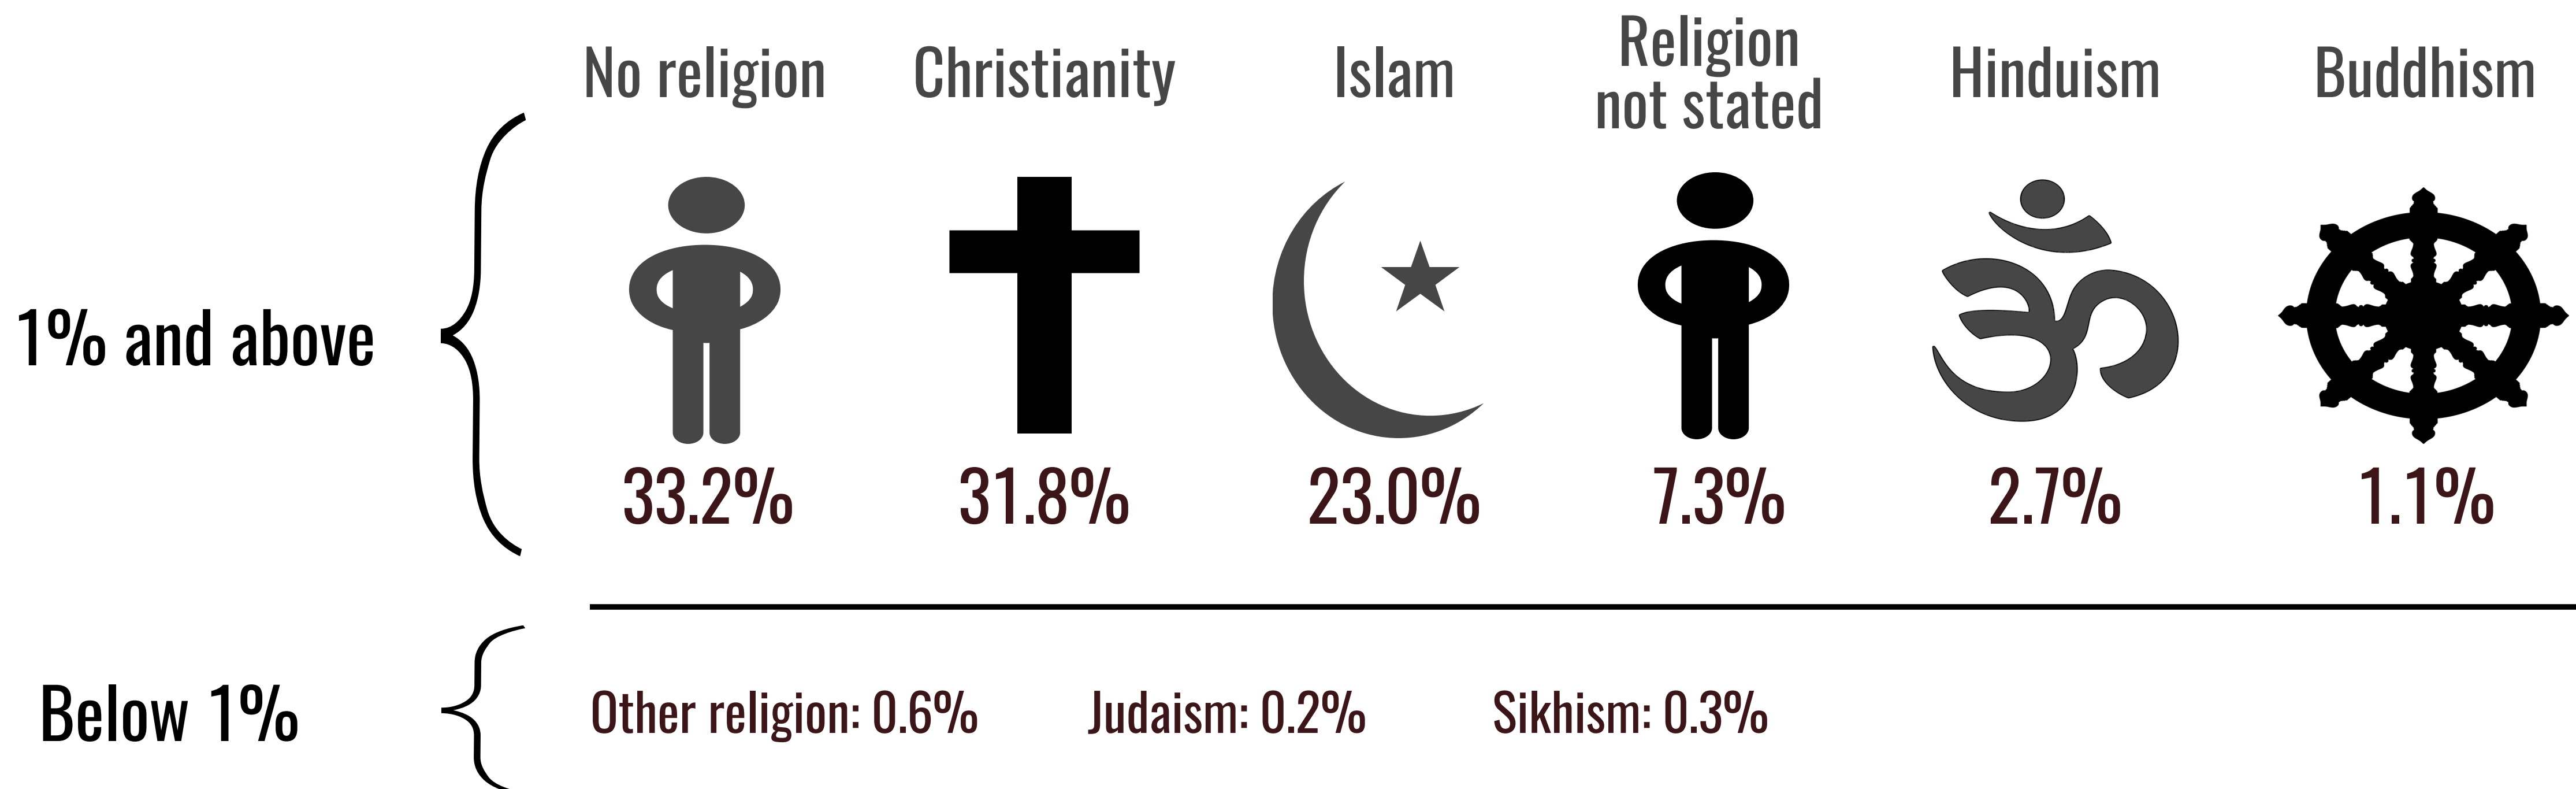 No religion
Christianity
Islam
Religion
not stated
Hinduism
Buddhism
1% and above
33.2%
31.8%
23.0%
7.3%
2.7%
1.1%
Below 1%
Other religion: 0.6%
Judaism: 0.2%
Sikhism: 0.3%